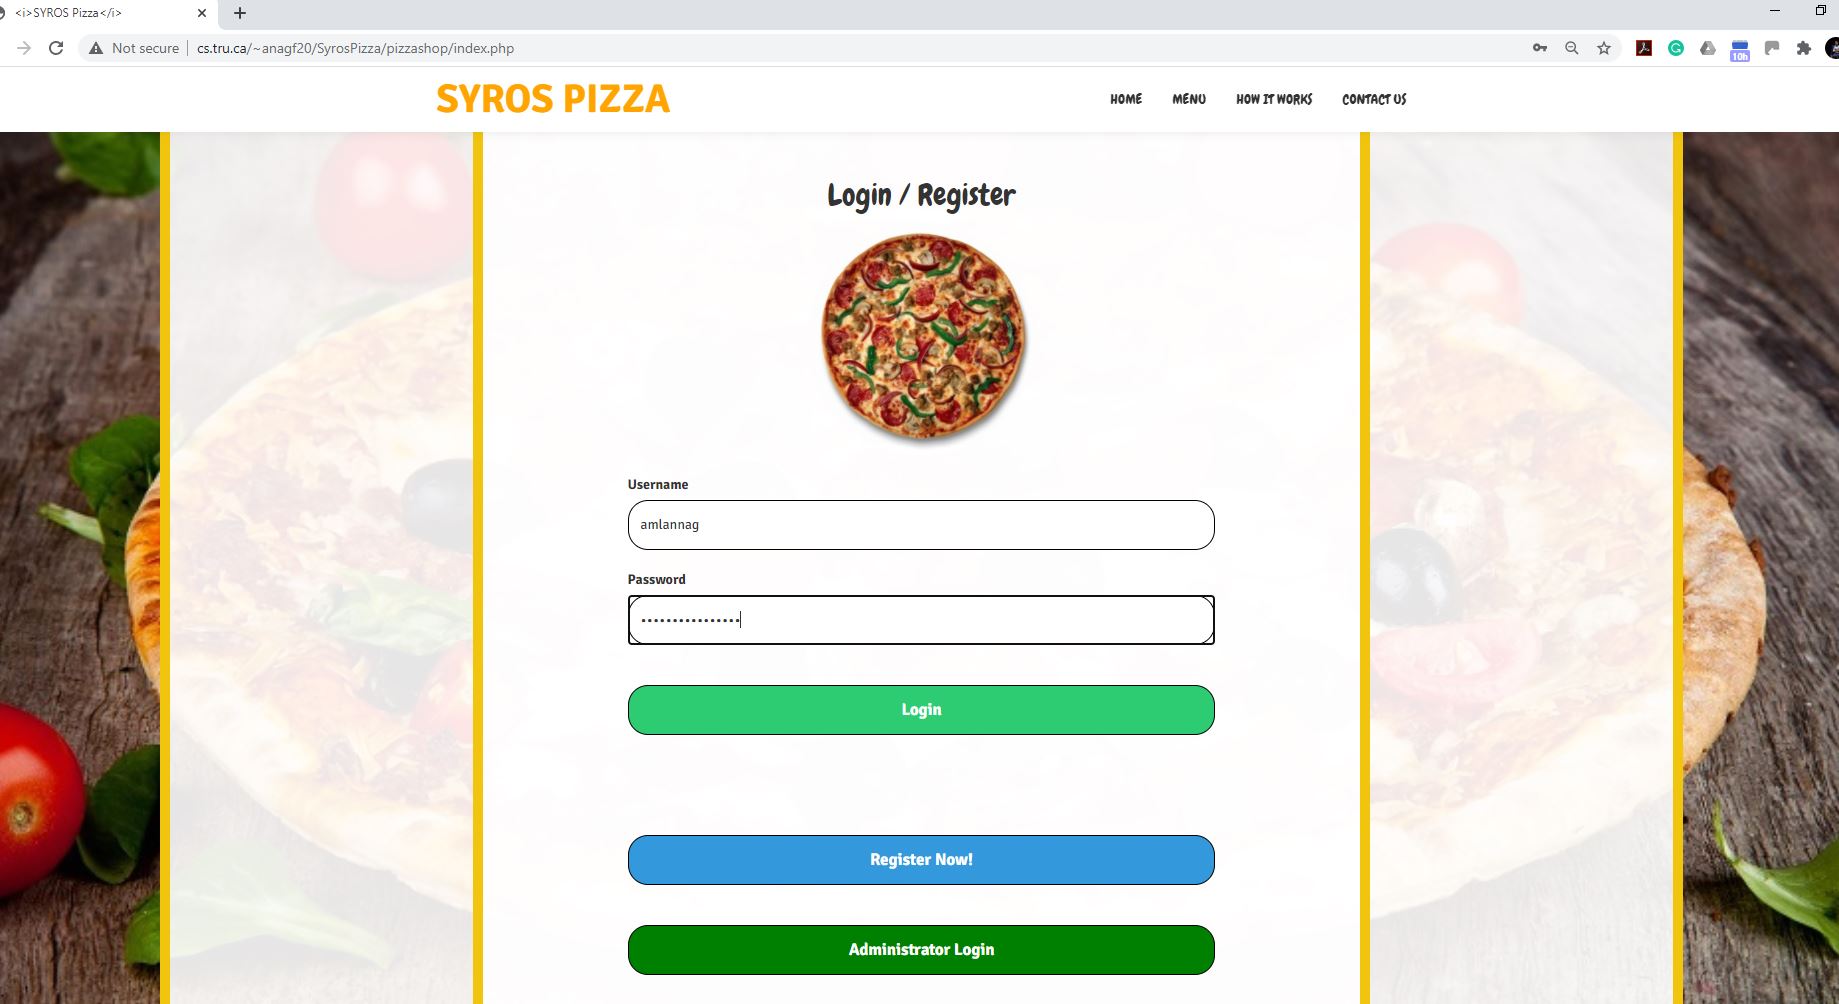 <i>SYROS Pizza</i>
Not secure cs.tru.ca/~anagf20/SyrosPizza/pizzashop/index.php
10h
SYROS PIZZA
HOME MENU HOW IT WORKS CONTACT US
Login / Register
Username
amlannag
Password
••••••••••••••••
Login
Register Now!
Administrator Login